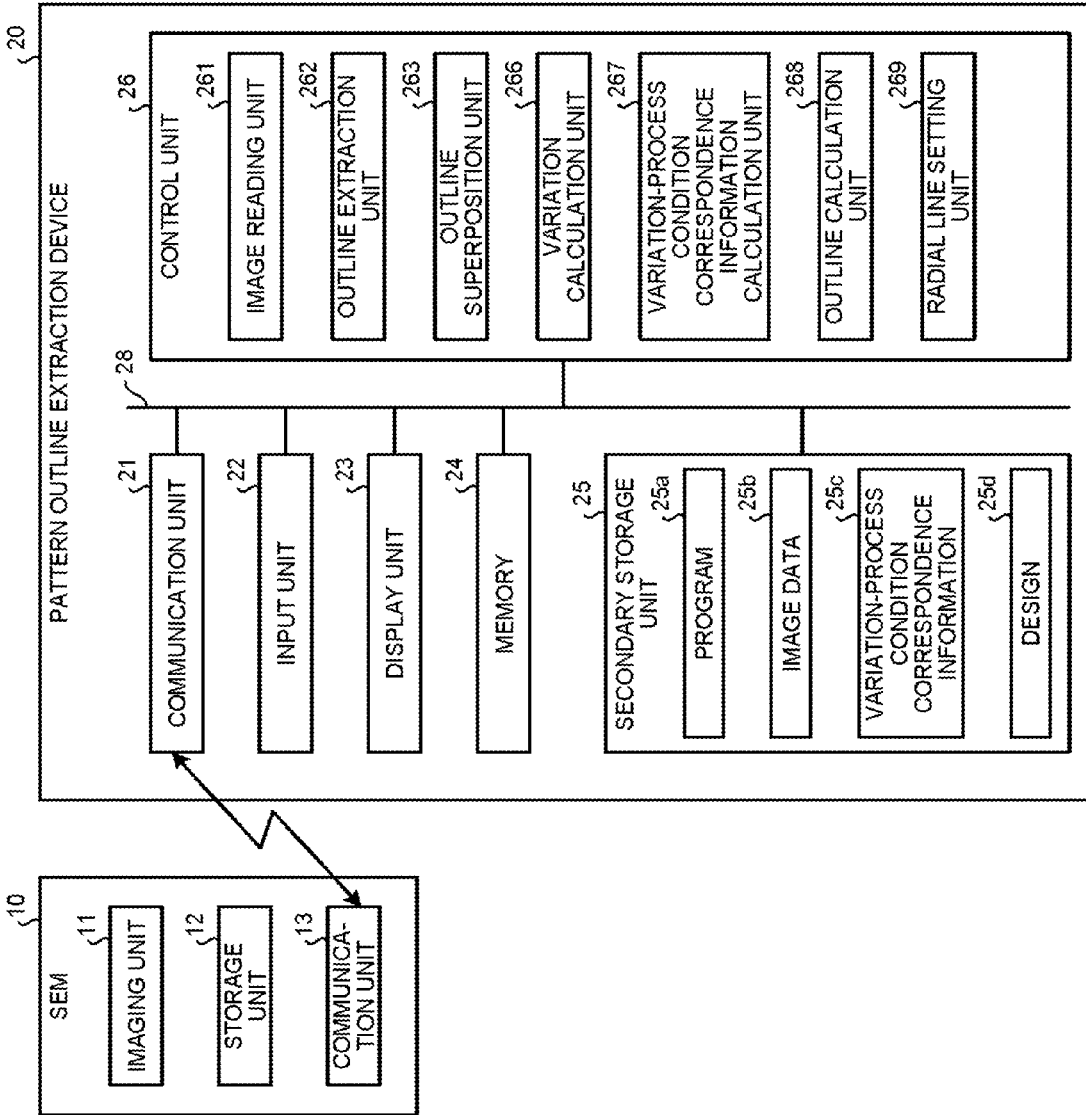 10
SEM
11
IMAGING UNIT
12
STORAGE
UNIT
13
COMMUNICA-
TION UNIT
20
PATTERN OUTLINE EXTRACTION DEVICE
21
COMMUNICATION UNIT
22
INPUT UNIT
23
DISPLAY UNIT
24
MEMORY
25
SECONDARY STORAGE
UNIT
25a
PROGRAM
25b
IMAGE DATA
25c
VARIATION-PROCESS
CONDITION
CORRESPONDENCE
INFORMATION
25d
DESIGN
28
26
CONTROL UNIT
261
IMAGE READING UNIT
262
OUTLINE EXTRACTION
UNIT
263
OUTLINE
SUPERPOSITION UNIT
266
VARIATION
CALCULATION UNIT
267
VARIATION-PROCESS
CONDITION
CORRESPONDENCE
INFORMATION
CALCULATION UNIT
268
OUTLINE CALCULATION
UNIT
269
RADIAL LINE SETTING
UNIT